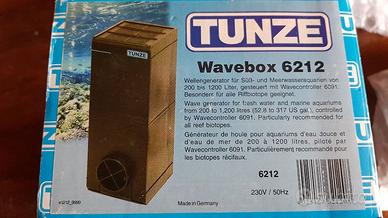 TUNZE
Wavebox 6212
Wellengenerator für Süß- und Meerwasseraquarien von
200 bis 1200 Liter, gesteuert mit Wavecontroller 6091.
Besonders für alle Riffbiotope geeignet.
Wave generator for fresh water and marine aquariums
from 200 to 1,200 litres (52.8 to 317 US gal.), controlled
by Wavecontroller 6091. Particularly recommended for
all reef biotopes.
Générateur de houle pour aquariums d'eau douce et
d'eau de mer de 200 à 1200 litres, piloté par
Wavecontroller 6091. Particulièrement recommandé pour
les biotopes récifaux.
TUNZE
6212
230V / 50Hz
Made in Germany